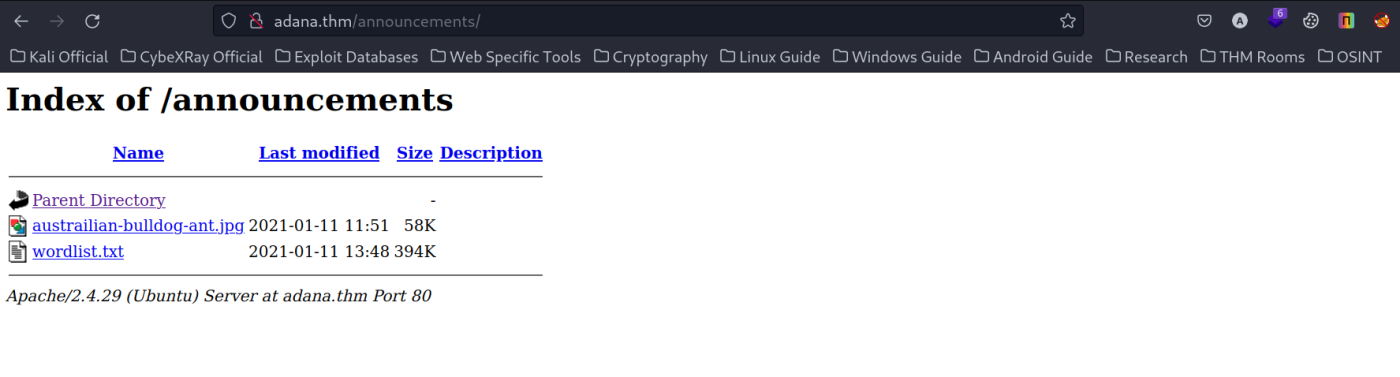 adana.thm/announcements/
6
Kali Official CybeXRay Official Exploit Databases Web Specific Tools Cryptography Linux Guide Windows Guide Android Guide Research THM Rooms OSINT
Index of /announcements
Name Last modified Size Description
Parent Directory -
austrailian-bulldog-ant.jpg 2021-01-11 11:51 58K
wordlist.txt 2021-01-11 13:48 394K
Apache/2.4.29 (Ubuntu) Server at adana.thm Port 80